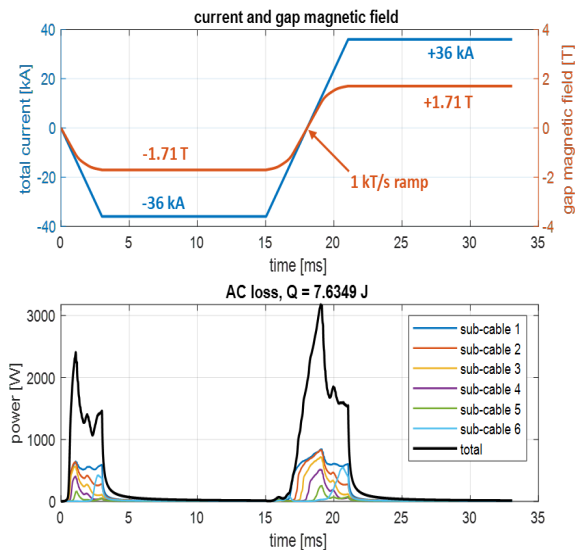 current and gap magnetic field
total current [kA]
40
20
0
-20
-40
+36 kA
+1.71 T
-1.71 T
1 kT/s ramp
-36 kA
4
2
0
-2
-4
gap magnetic field [T]
0 5 10 15 20 25 30 35
time [ms]
AC loss, Q = 7.6349 J
power [W]
3000
2000
1000
0
sub-cable 1
sub-cable 2
sub-cable 3
sub-cable 4
sub-cable 5
sub-cable 6
total
0 5 10 15 20 25 30 35
time [ms]